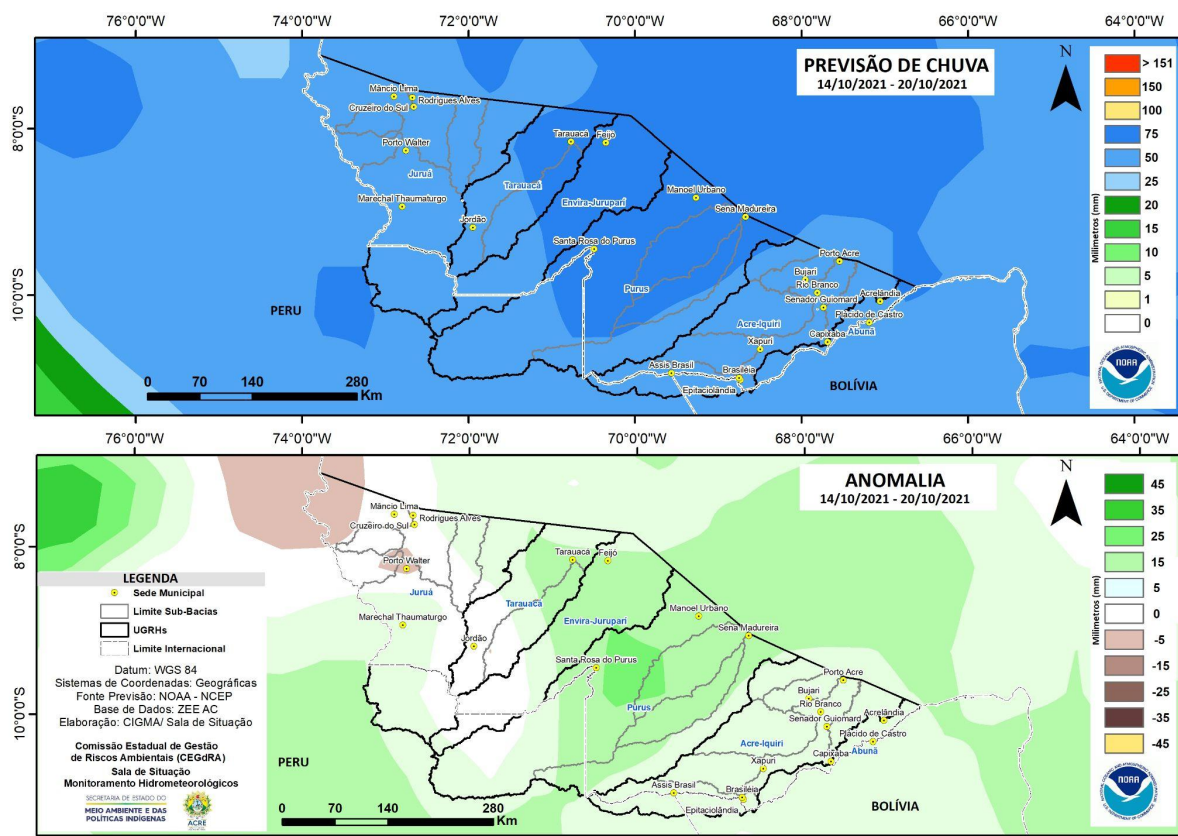 76°0'0"W 74°0'0"W 72°0'0"W 70°0'0"W 68°0'0"W 66°0'0"W 64°0'0"W
8°0'0"S
10°0'0"S
PREVISÃO DE CHUVA
14/10/2021 - 20/10/2021
N
Milímetros (mm)
> 151
150
100
75
50
25
20
15
10
5
1
0
NOAA
Mâncio Lima
Rodrigues Alves
Cruzeiro do Sul
Porto Walter
Juruá
Marechal Thaumaturgo
Tarauacá
Feijó
Tarauacá
Envira-Jurupari
Jordão
Manoel Urbano
Sena Madureira
Santa Rosa do Purus
Purus
Porto Acre
Bujari
Rio Branco
Senador Guiomard
Acrelândia
Plácido de Castro
Abunã
Acre-Iquiri
Capixaba
Xapuri
Assis Brasil
Brasiléia
Epitaciolândia
PERU
BOLÍVIA
0 70 140 280
Km
76°0'0"W 74°0'0"W 72°0'0"W 70°0'0"W 68°0'0"W 66°0'0"W 64°0'0"W
8°0'0"S
10°0'0"S
ANOMALIA
14/10/2021 - 20/10/2021
N
Milímetros (mm)
45
35
25
15
5
0
-5
-15
-25
-35
-45
NOAA
Mâncio Lima
Rodrigues Alves
Cruzeiro do Sul
Porto Walter
Juruá
Marechal Thaumaturgo
Tarauacá
Feijó
Tarauacá
Envira-Jurupari
Jordão
Manoel Urbano
Sena Madureira
Santa Rosa do Purus
Purus
Porto Acre
Bujari
Rio Branco
Senador Guiomard
Acrelândia
Plácido de Castro
Abunã
Acre-Iquiri
Capixaba
Xapuri
Assis Brasil
Brasiléia
Epitaciolândia
PERU
BOLÍVIA
0 70 140 280
Km
LEGENDA
Sede Municipal
Limite Sub-Bacias
UGRHs
Limite Internacional
Datum: WGS 84
Sistemas de Coordenadas: Geográficas
Fonte Previsão: NOAA - NCEP
Base de Dados: ZEE AC
Elaboração: CIGMA/ Sala de Situação
Comissão Estadual de Gestão
de Riscos Ambientais (CEGdRA)
Sala de Situação
Monitoramento Hidrometeorológicos
SECRETARIA DE ESTADO DO
MEIO AMBIENTE E DAS
POLÍTICAS INDÍGENAS
ACRE